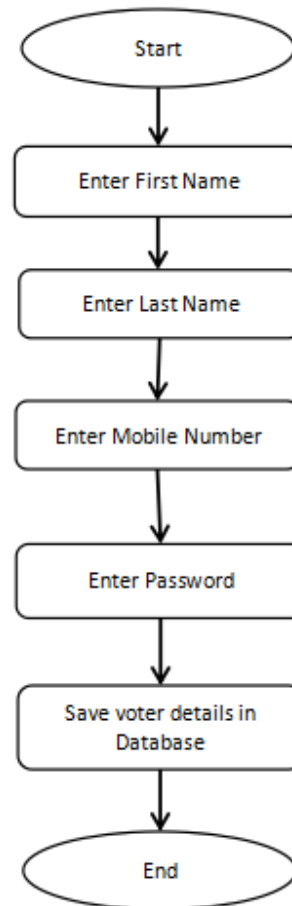 Start
Enter First Name
Enter Last Name
Enter Mobile Number
Enter Password
Save voter details in
Database
End